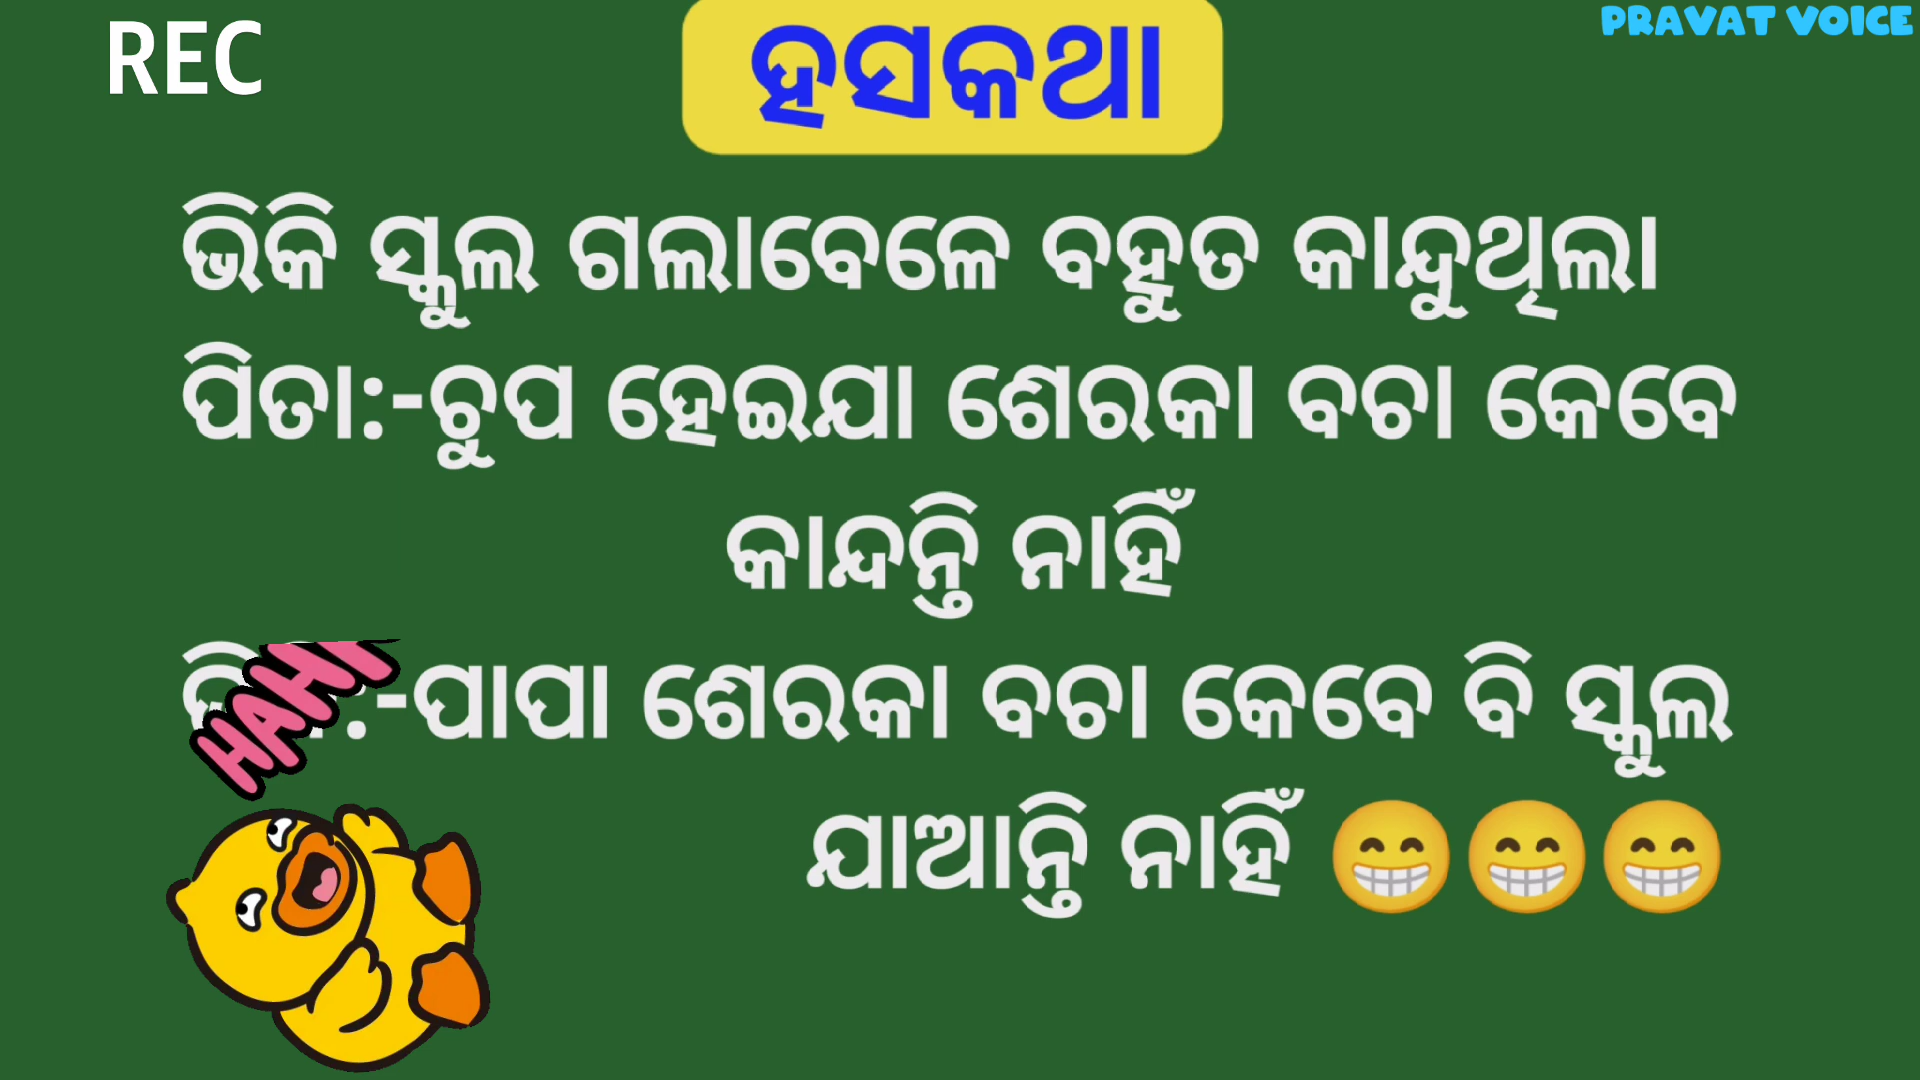 REC
ହସକଥା
PRAVAT VOICE
ଭିକି ସ୍କୁଲ ଗଲାବେଳେ ବହୁତ କାନ୍ଦୁଥିଲା
ପିତା:-ଚୁପ ହେଇଯା ଶେରକା ବଚା କେବେ
କାନ୍ଦନ୍ତି ନାହିଁ
:-ପାପା ଶେରକା ବଚା କେବେ ବି ସ୍କୁଲ
ଯାଆନ୍ତି ନାହିଁ 😁😁😁